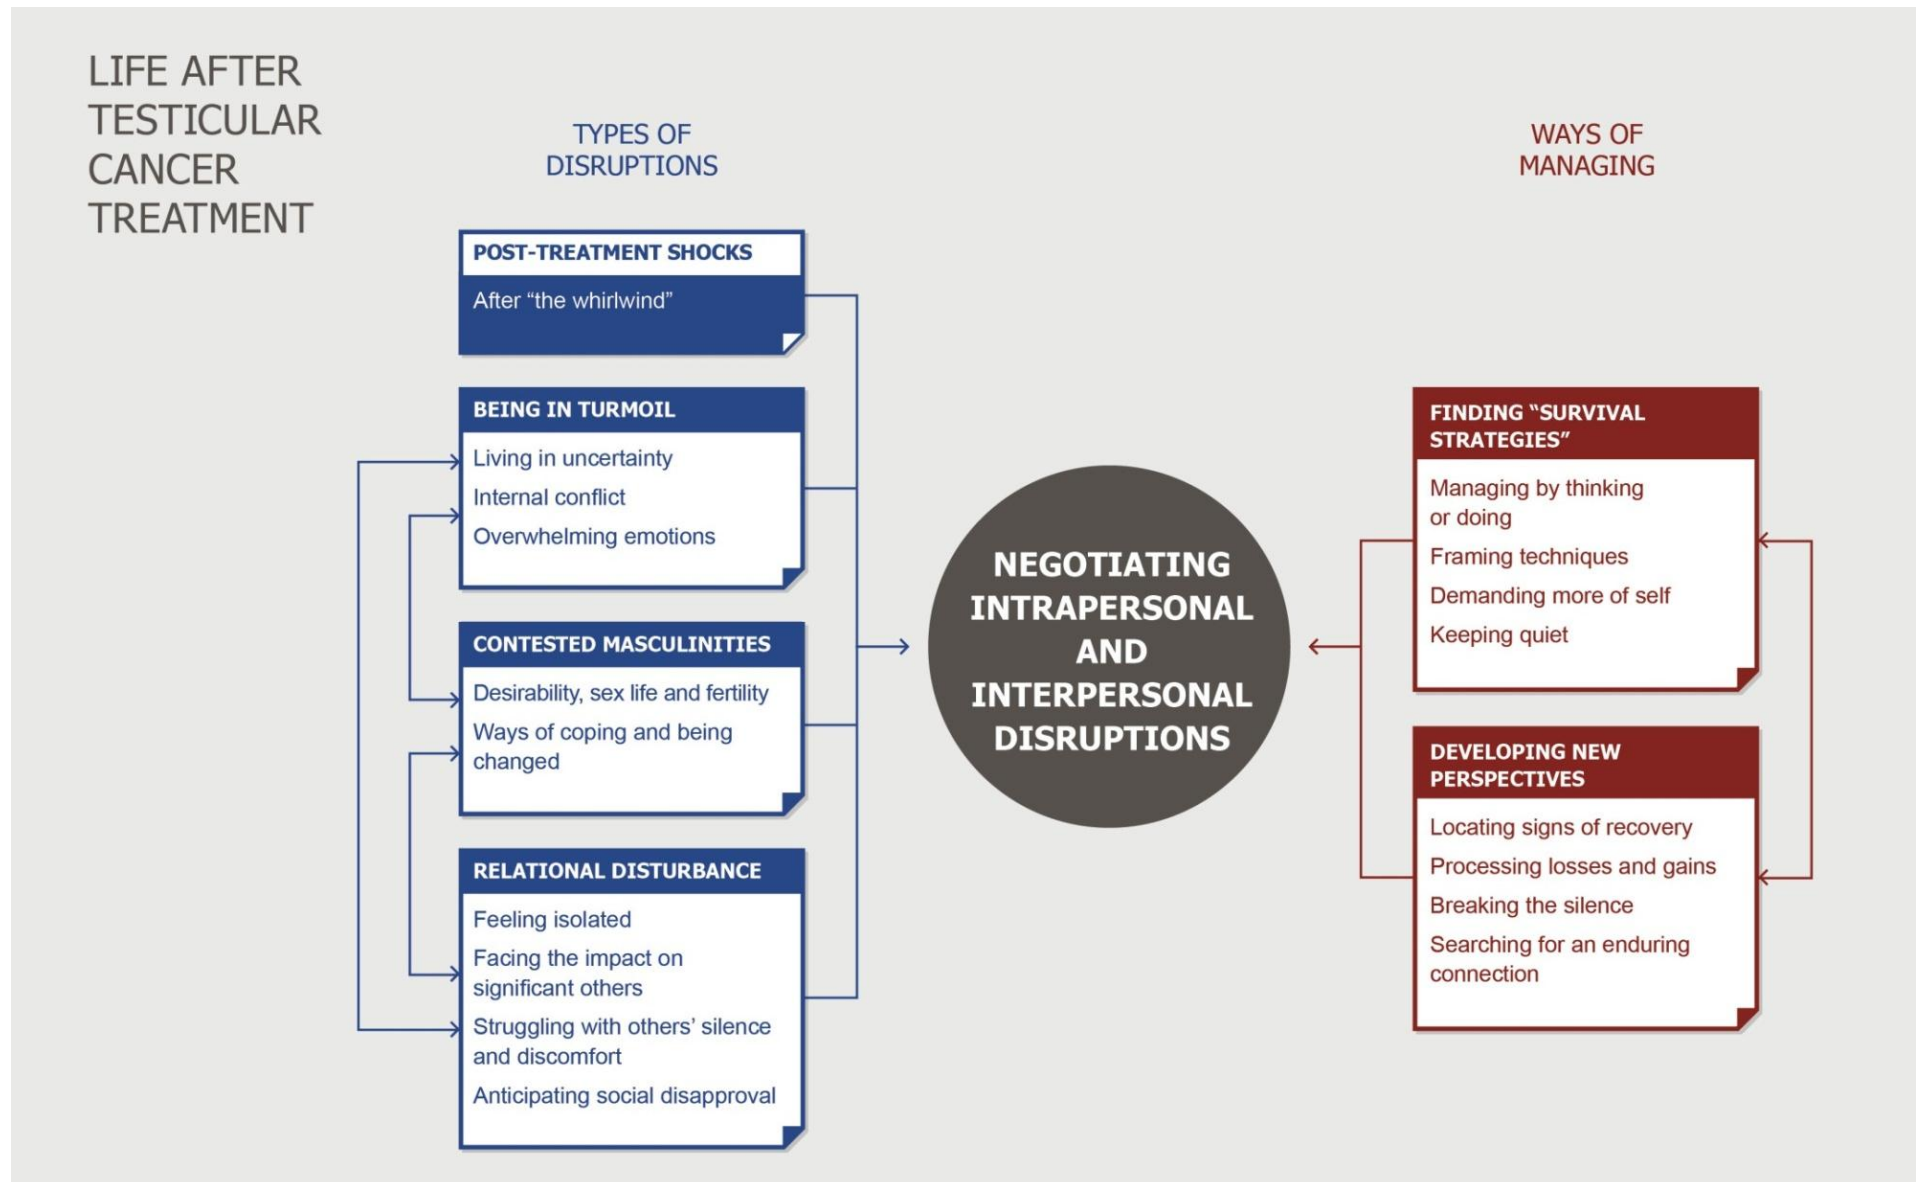 LIFE AFTER
TESTICULAR
CANCER
TREATMENT
TYPES OF
DISRUPTIONS
POST-TREATMENT SHOCKS
After “the whirlwind”
BEING IN TURMOIL
Living in uncertainty
Internal conflict
Overwhelming emotions
CONTESTED MASCULINITIES
Desirability, sex life and fertility
Ways of coping and being
changed
RELATIONAL DISTURBANCE
Feeling isolated
Facing the impact on
significant others
Struggling with others’ silence
and discomfort
Anticipating social disapproval
NEGOTIATING
INTRAPERSONAL
AND
INTERPERSONAL
DISRUPTIONS
WAYS OF
MANAGING
FINDING “SURVIVAL
STRATEGIES”
Managing by thinking
or doing
Framing techniques
Demanding more of self
Keeping quiet
DEVELOPING NEW
PERSPECTIVES
Locating signs of recovery
Processing losses and gains
Breaking the silence
Searching for an enduring
connection